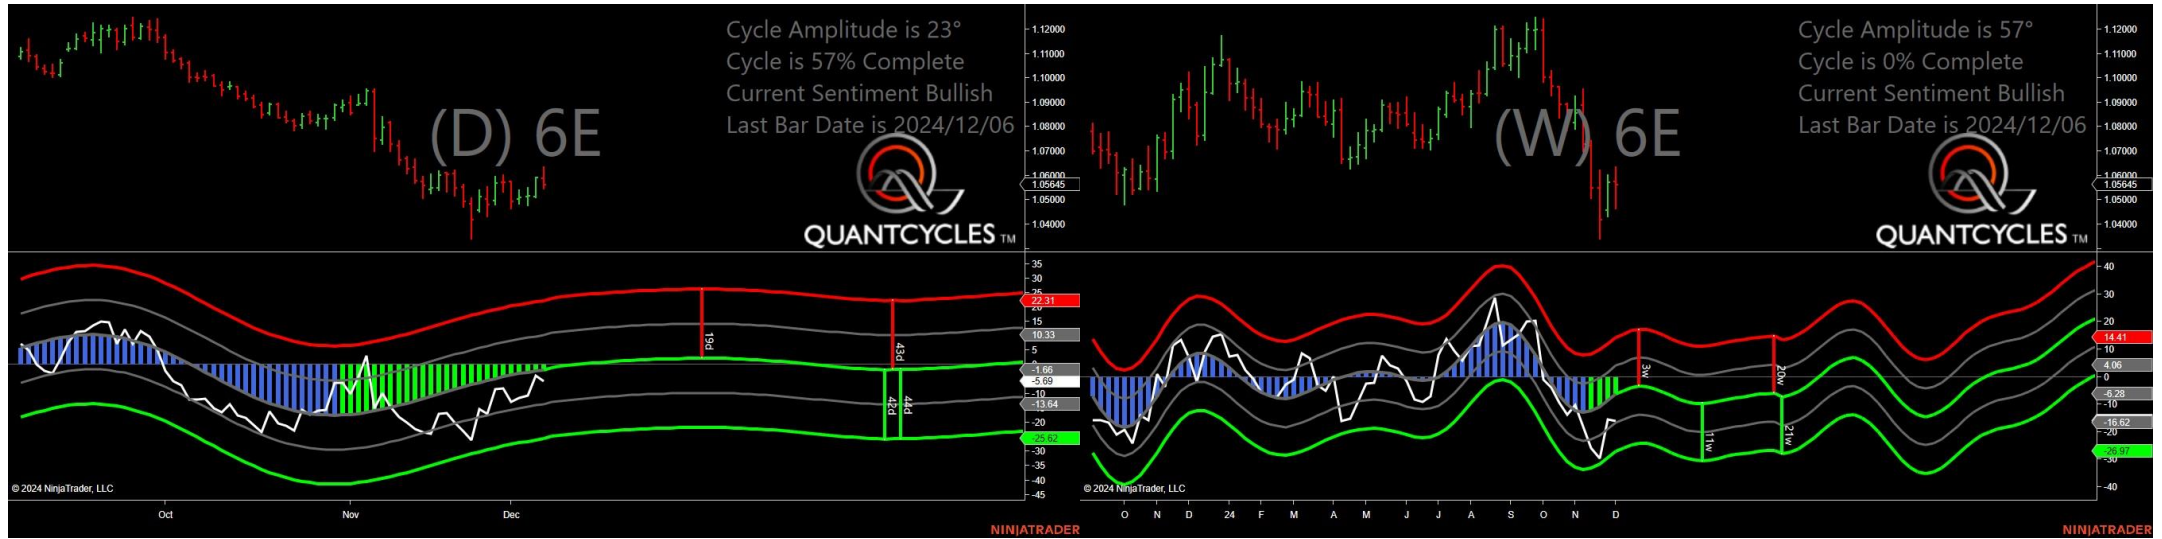 Cycle Amplitude is 23°
Cycle is 57% Complete
Current Sentiment Bullish
Last Bar Date is 2024/12/06
(D) 6E
QUANTCYCLES TM
1.12000
1.11000
1.10000
1.09000
1.08000
1.07000
1.06000
1.05645
1.05000
1.04000
35
30
25
22.31
20
15
10.33
5
-1.66
-5.69
-10
-13.64
-20
-25.62
-30
-35
-40
-45
19d
43d
42d
44d
© 2024 NinjaTrader, LLC
Oct
Nov
Dec
NINJATRADER
Cycle Amplitude is 57°
Cycle is 0% Complete
Current Sentiment Bullish
Last Bar Date is 2024/12/06
(W) 6E
QUANTCYCLES TM
1.12000
1.11000
1.10000
1.09000
1.08000
1.07000
1.06000
1.05645
1.05000
1.04000
40
30
20
14.41
10
4.06
0
-6.28
-10
-16.62
-20
-26.97
-30
-40
3w
20w
11w
21w
© 2024 NinjaTrader, LLC
O N D 24 F M A M J J A S O N D
NINJATRADER